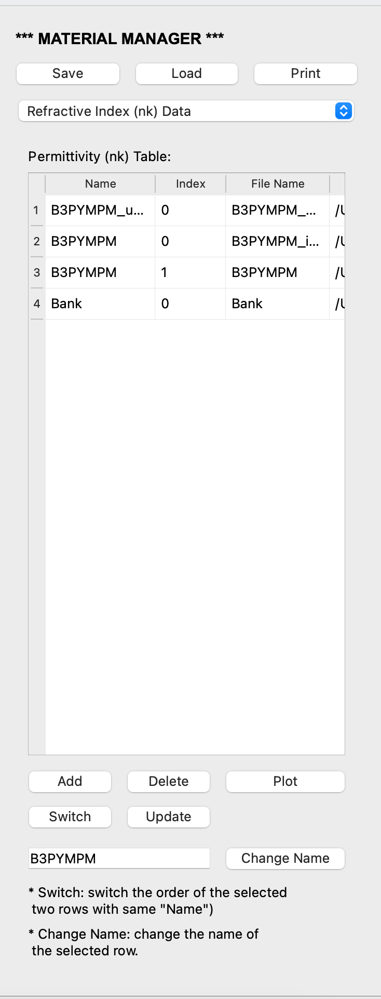 *** MATERIAL MANAGER ***
Save Load Print
Refractive Index (nk) Data
Permittivity (nk) Table:
Name Index File Name
1 B3PYMPM_u... 0 B3PYMPM_... /U
2 B3PYMPM 0 B3PYMPM_i... /U
3 B3PYMPM 1 B3PYMPM /U
4 Bank 0 Bank /U
Add Delete Plot
Switch Update
B3PYMPM Change Name
* Switch: switch the order of the selected
two rows with same "Name")
* Change Name: change the name of
the selected row.